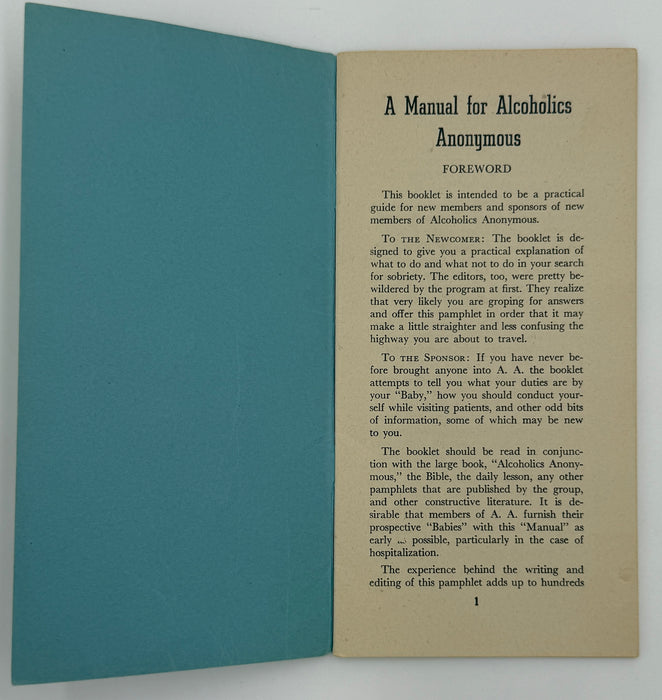 A Manual for Alcoholics
Anonymous
FOREWORD
This booklet is intended to be a practical
guide for new members and sponsors of new
members of Alcoholics Anonymous.
To the Newcomer: The booklet is de-
signed to give you a practical explanation of
what to do and what not to do in your search
for sobriety. The editors, too, were pretty be-
wildered by the program at first. They realize
that very likely you are groping for answers
and offer this pamphlet in order that it may
make a little straighter and less confusing the
highway you are about to travel.
To the Sponsor: If you have never be-
fore brought anyone into A. A. the booklet
attempts to tell you what your duties are by
your "Baby," how you should conduct your-
self while visiting patients, and other odd bits
of information, some of which may be new
to you.
The booklet should be read in conjunc-
tion with the large book, "Alcoholics Anony-
mous," the Bible, the daily lesson, any other
pamphlets that are published by the group,
and other constructive literature. It is de-
sirable that members of A. A. furnish their
prospective "Babies" with this "Manual" as
early possible, particularly in the case of
hospitalization.
The experience behind the writing and
editing of this pamphlet adds up to hundreds
1